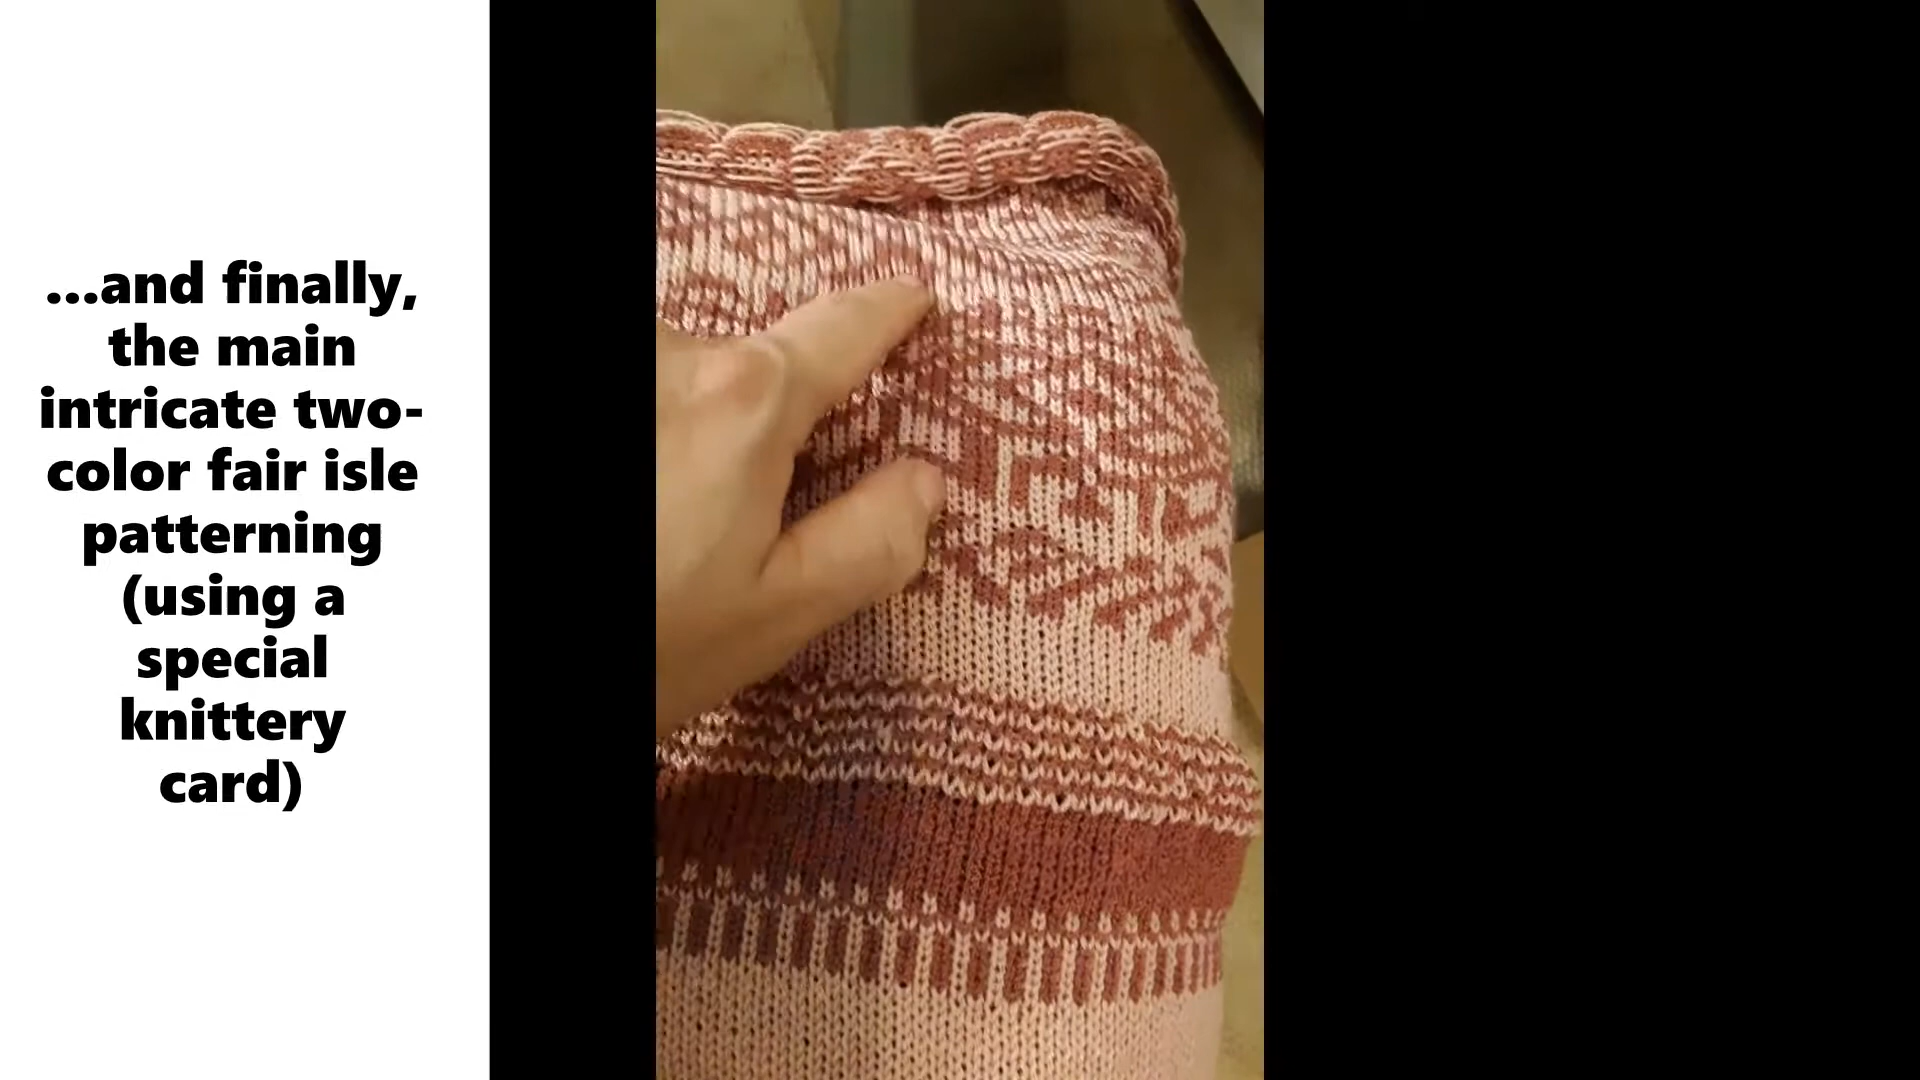 ...and finally,
the main
intricate two-
color fair isle
patterning
(using a
special
knittery
card)